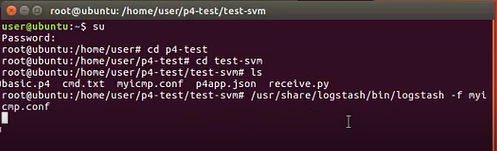 root@ubuntu: /home/user/p4-test/test-svm
user@ubuntu:~$ su
Password:
root@ubuntu:/home/user# cd p4-test
root@ubuntu:/home/user/p4-test# cd test-svm
root@ubuntu:/home/user/p4-test/test-svm# ls
basic.p4 cmd.txt myicmp.conf p4app.json receive.py
root@ubuntu:/home/user/p4-test/test-svm# /usr/share/logstash/bin/logstash -f myi
cmp.conf